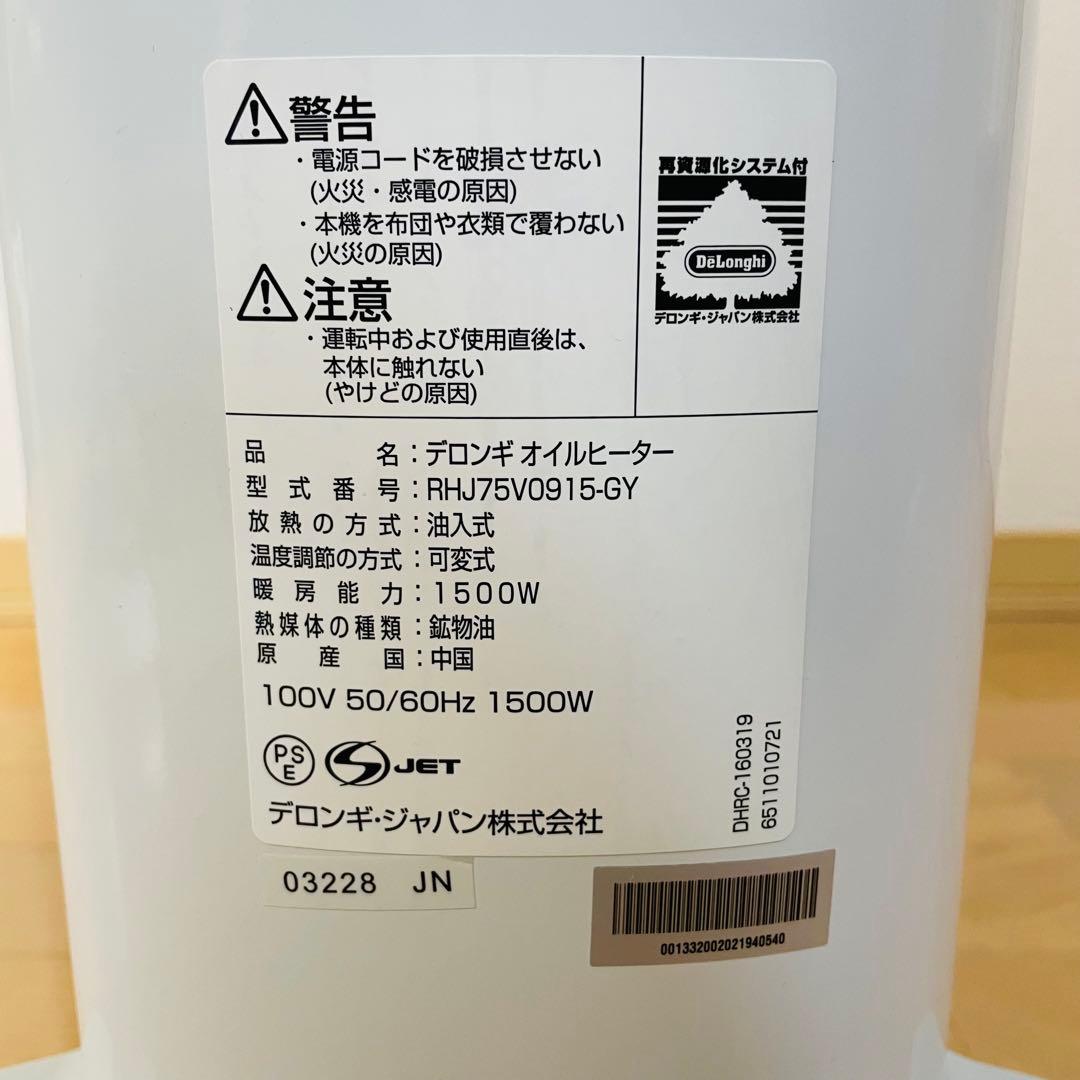 警告
・電源コードを破損させない
(火災・感電の原因)
・本機を布団や衣類で覆わない
(火災の原因)
注意
・運転中および使用直後は、
本体に触れない
(やけどの原因)
再資源化システム付
DeLonghi
デロンギ・ジャパン株式会社
品名：デロンギ オイルヒーター
型式番号：RHJ75V0915-GY
放熱の方式：油入式
温度調節の方式：可変式
暖房能力：1500W
熱媒体の種類：鉱物油
原産国：中国
100V 50/60Hz 1500W
PS
E
JET
デロンギ・ジャパン株式会社
DHRC-160319
6511010721
03228 JN
001332002021940540